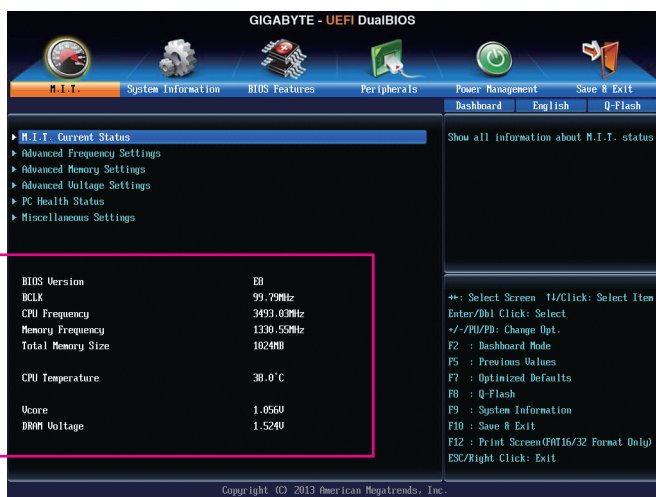 GIGABYTE - UEFI DualBIOS
M.I.T. System Information BIOS Features Peripherals Power Management Save & Exit
Dashboard English Q-Flash
M.I.T. Current Status
Advanced Frequency Settings
Advanced Memory Settings
Advanced Voltage Settings
PC Health Status
Miscellaneous Settings
Show all information about M.I.T. status
BIOS Version E8
BCLK 99.79MHz
CPU Frequency 3493.03MHz
Memory Frequency 1330.55MHz
Total Memory Size 1024MB
CPU Temperature 38.0°C
Vcore 1.056V
DRAM Voltage 1.524V
→←: Select Screen ↑↓/Click: Select Item
Enter/Dbl Click: Select
+/-/PU/PD: Change Opt.
F2 : Dashboard Mode
F5 : Previous Values
F7 : Optimized Defaults
F8 : Q-Flash
F9 : System Information
F10 : Save & Exit
F12 : Print Screen(FAT16/32 Format Only)
ESC/Right Click: Exit
Copyright (C) 2013 American Megatrends, Inc.